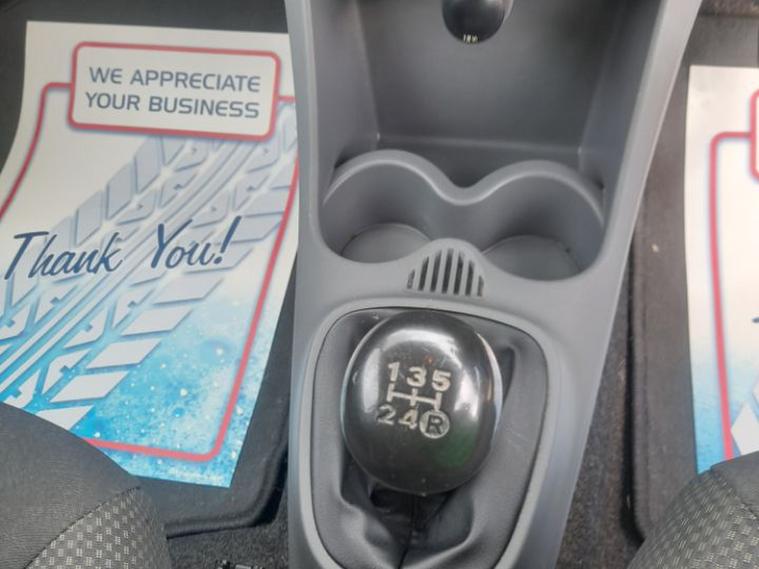 WE APPRECIATE
YOUR BUSINESS
Thank You!
1 3 5
2 4 R